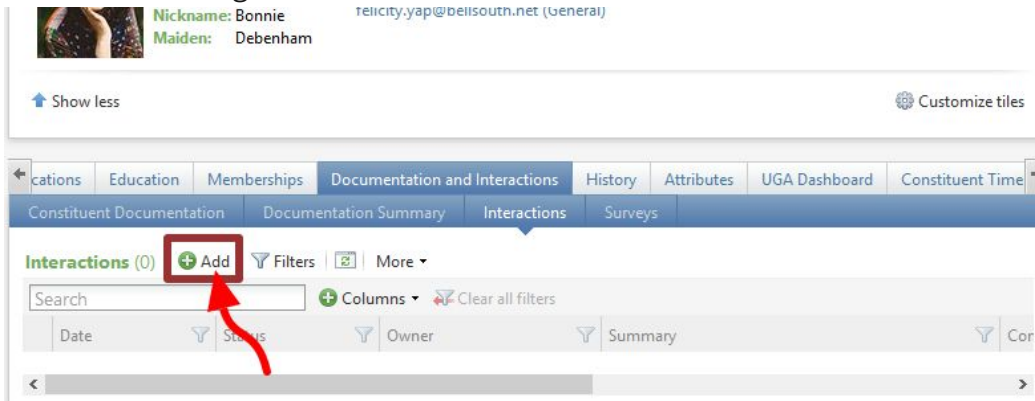 Nickname: Bonnie felicity.yap@bellsouth.net (General)
Maiden: Debenham
Show less Customize tiles
cations Education Memberships Documentation and Interactions History Attributes UGA Dashboard Constituent Time
Constituent Documentation Documentation Summary Interactions Surveys
Interactions (0) Add Filters More
Search Columns Clear all filters
Date Status Owner Summary Con